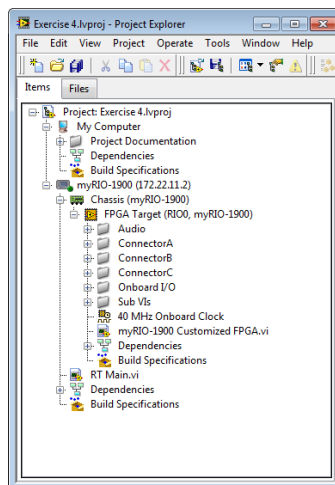 Exercise 4.lvproj - Project Explorer
File Edit View Project Operate Tools Window Help
Items Files
Project: Exercise 4.lvproj
My Computer
Project Documentation
Dependencies
Build Specifications
myRIO-1900 (172.22.11.2)
Chassis (myRIO-1900)
FPGA Target (RIO0, myRIO-1900)
Audio
ConnectorA
ConnectorB
ConnectorC
Onboard I/O
Sub VIs
40 MHz Onboard Clock
myRIO-1900 Customized FPGA.vi
Dependencies
Build Specifications
RT Main.vi
Dependencies
Build Specifications